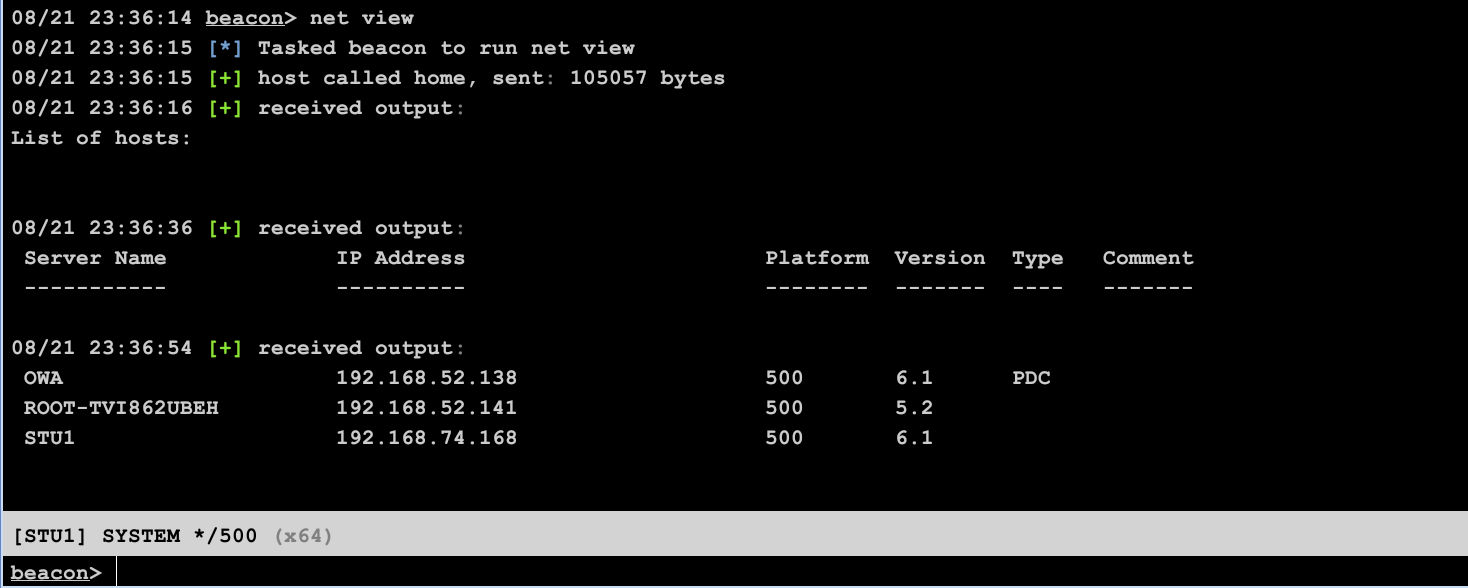 08/21 23:36:14 beacon> net view
08/21 23:36:15 [*] Tasked beacon to run net view
08/21 23:36:15 [+] host called home, sent: 105057 bytes
08/21 23:36:16 [+] received output:
List of hosts:
08/21 23:36:36 [+] received output:
Server Name IP Address Platform Version Type Comment
----------- ---------- -------- ------- ---- -------
08/21 23:36:54 [+] received output:
OWA 192.168.52.138 500 6.1 PDC
ROOT-TVI862UBEH 192.168.52.141 500 5.2
STU1 192.168.74.168 500 6.1
[STU1] SYSTEM */500 (x64)
beacon>